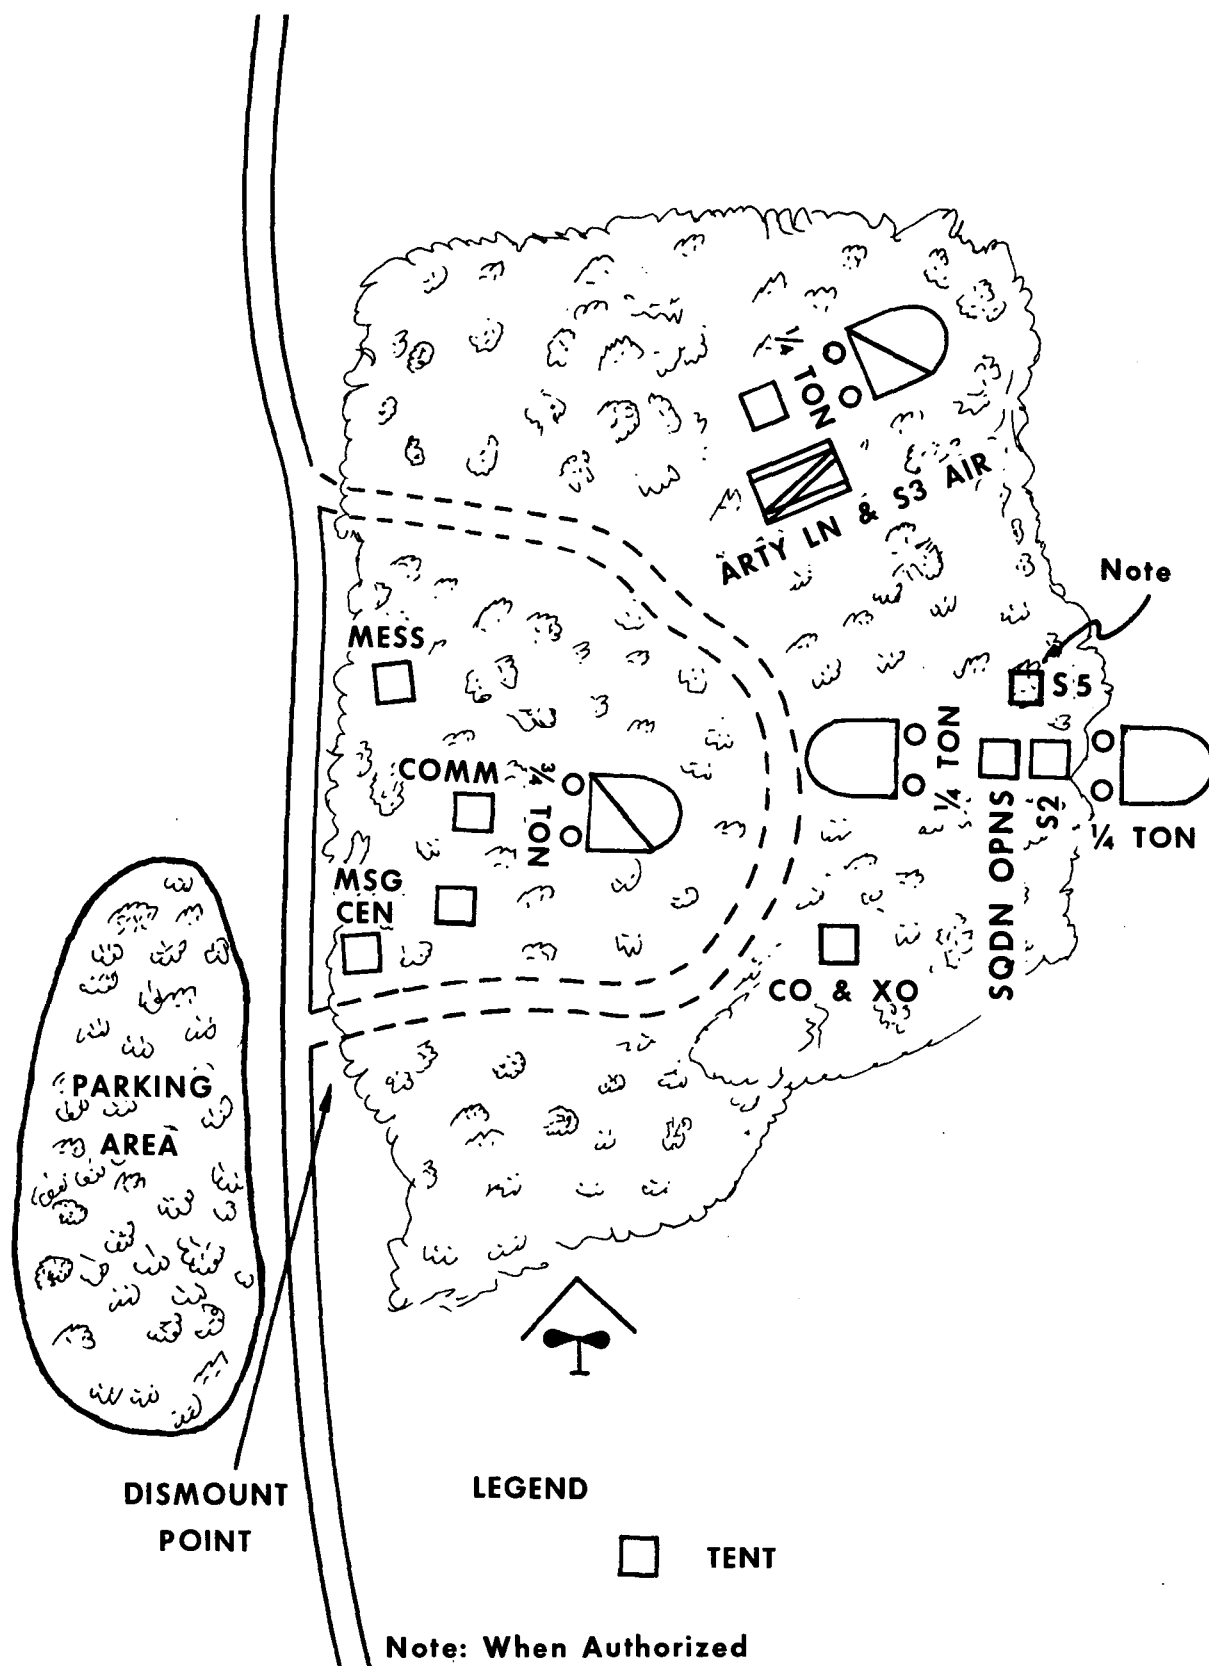 1/4 TON
ARTY LN & S3 AIR
Note
MESS
S5
COMM
3/4 TON
1/4 TON
SQDN OPNS
S2
1/4 TON
MSG
CEN
CO & XO
PARKING
AREA
DISMOUNT
POINT
LEGEND
TENT
Note: When Authorized